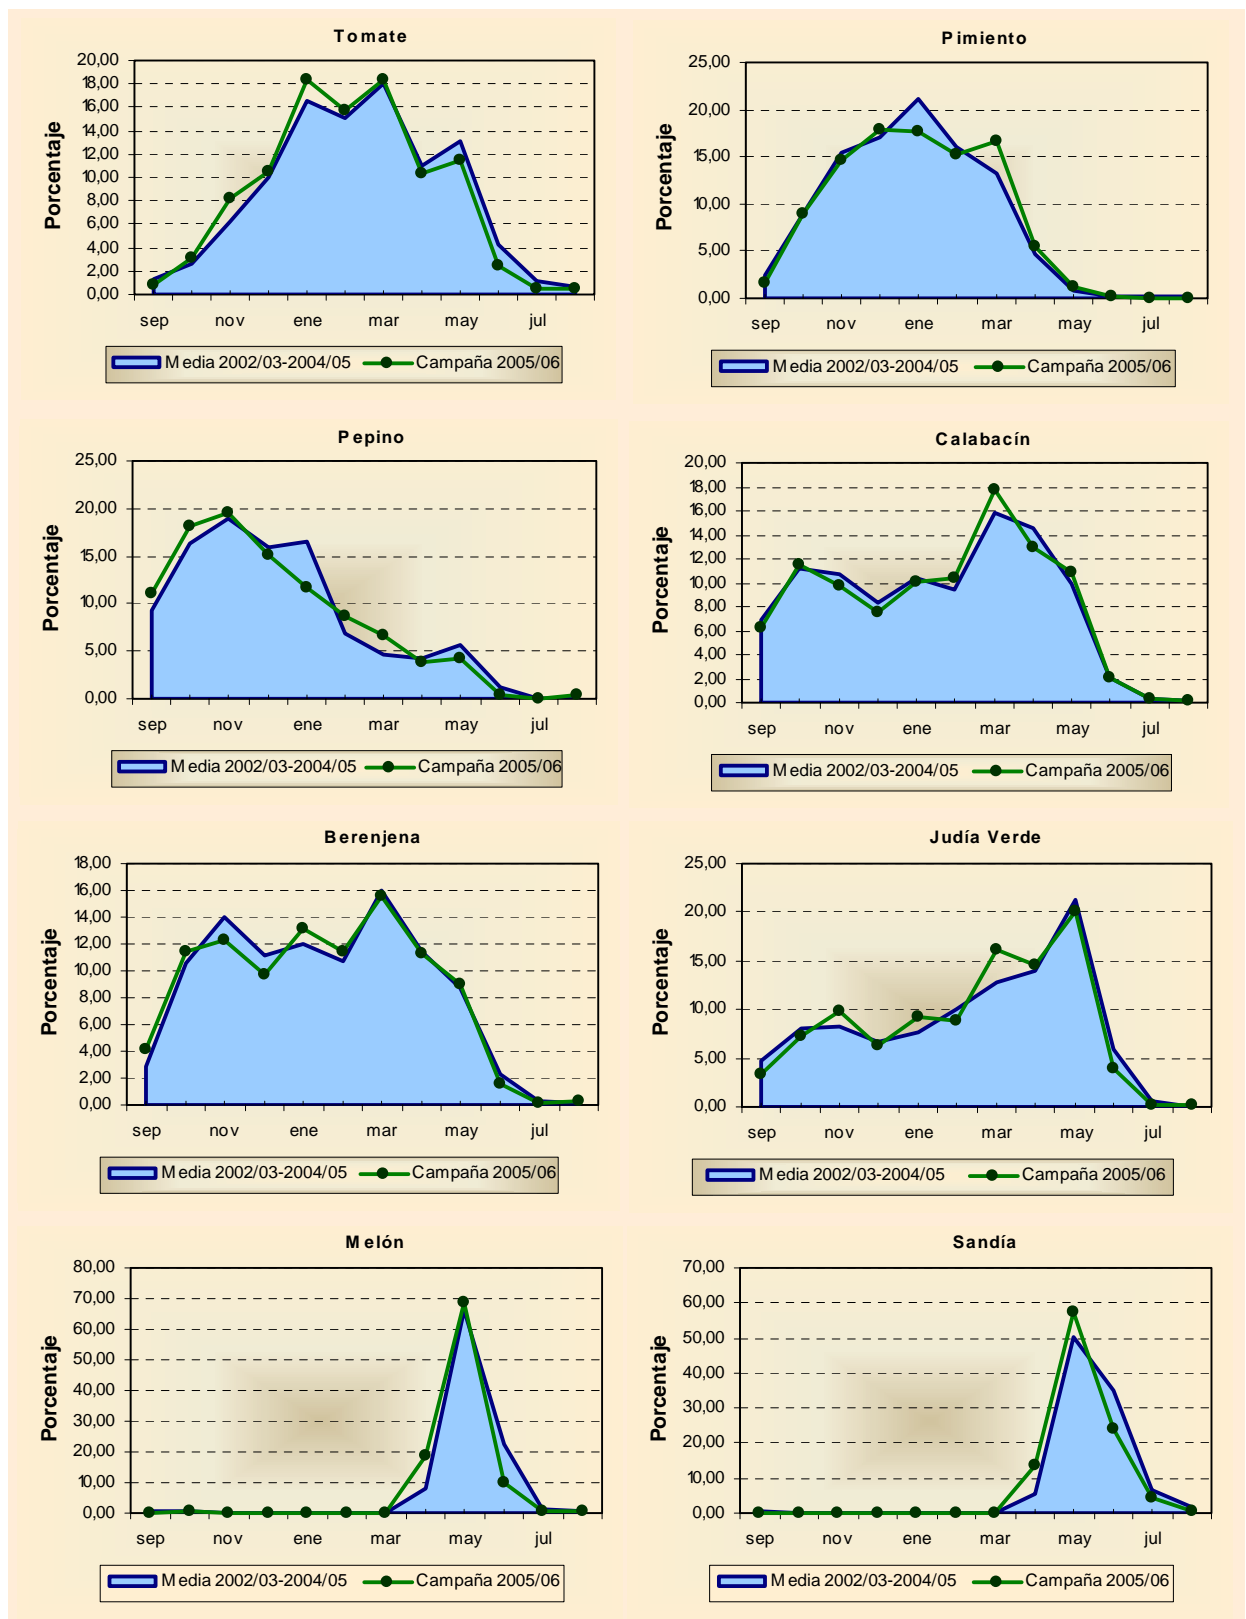 Tomate
Porcentaje
20,00
18,00
16,00
14,00
12,00
10,00
8,00
6,00
4,00
2,00
0,00
sep nov ene mar may jul
Media 2002/03-2004/05 Campaña 2005/06
Pimiento
Porcentaje
25,00
20,00
15,00
10,00
5,00
0,00
sep nov ene mar may jul
Media 2002/03-2004/05 Campaña 2005/06
Pepino
Porcentaje
25,00
20,00
15,00
10,00
5,00
0,00
sep nov ene mar may jul
Media 2002/03-2004/05 Campaña 2005/06
Calabacín
Porcentaje
20,00
18,00
16,00
14,00
12,00
10,00
8,00
6,00
4,00
2,00
0,00
sep nov ene mar may jul
Media 2002/03-2004/05 Campaña 2005/06
Berenjena
Porcentaje
18,00
16,00
14,00
12,00
10,00
8,00
6,00
4,00
2,00
0,00
sep nov ene mar may jul
Media 2002/03-2004/05 Campaña 2005/06
Judía Verde
Porcentaje
25,00
20,00
15,00
10,00
5,00
0,00
sep nov ene mar may jul
Media 2002/03-2004/05 Campaña 2005/06
Melón
Porcentaje
80,00
70,00
60,00
50,00
40,00
30,00
20,00
10,00
0,00
sep nov ene mar may jul
Media 2002/03-2004/05 Campaña 2005/06
Sandía
Porcentaje
70,00
60,00
50,00
40,00
30,00
20,00
10,00
0,00
sep nov ene mar may jul
Media 2002/03-2004/05 Campaña 2005/06